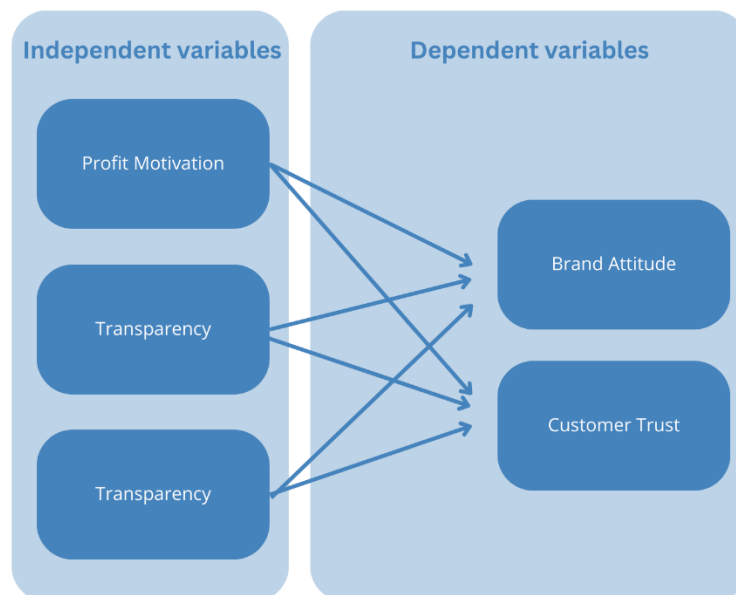 Independent variables
Profit Motivation
Transparency
Transparency
Dependent variables
Brand Attitude
Customer Trust